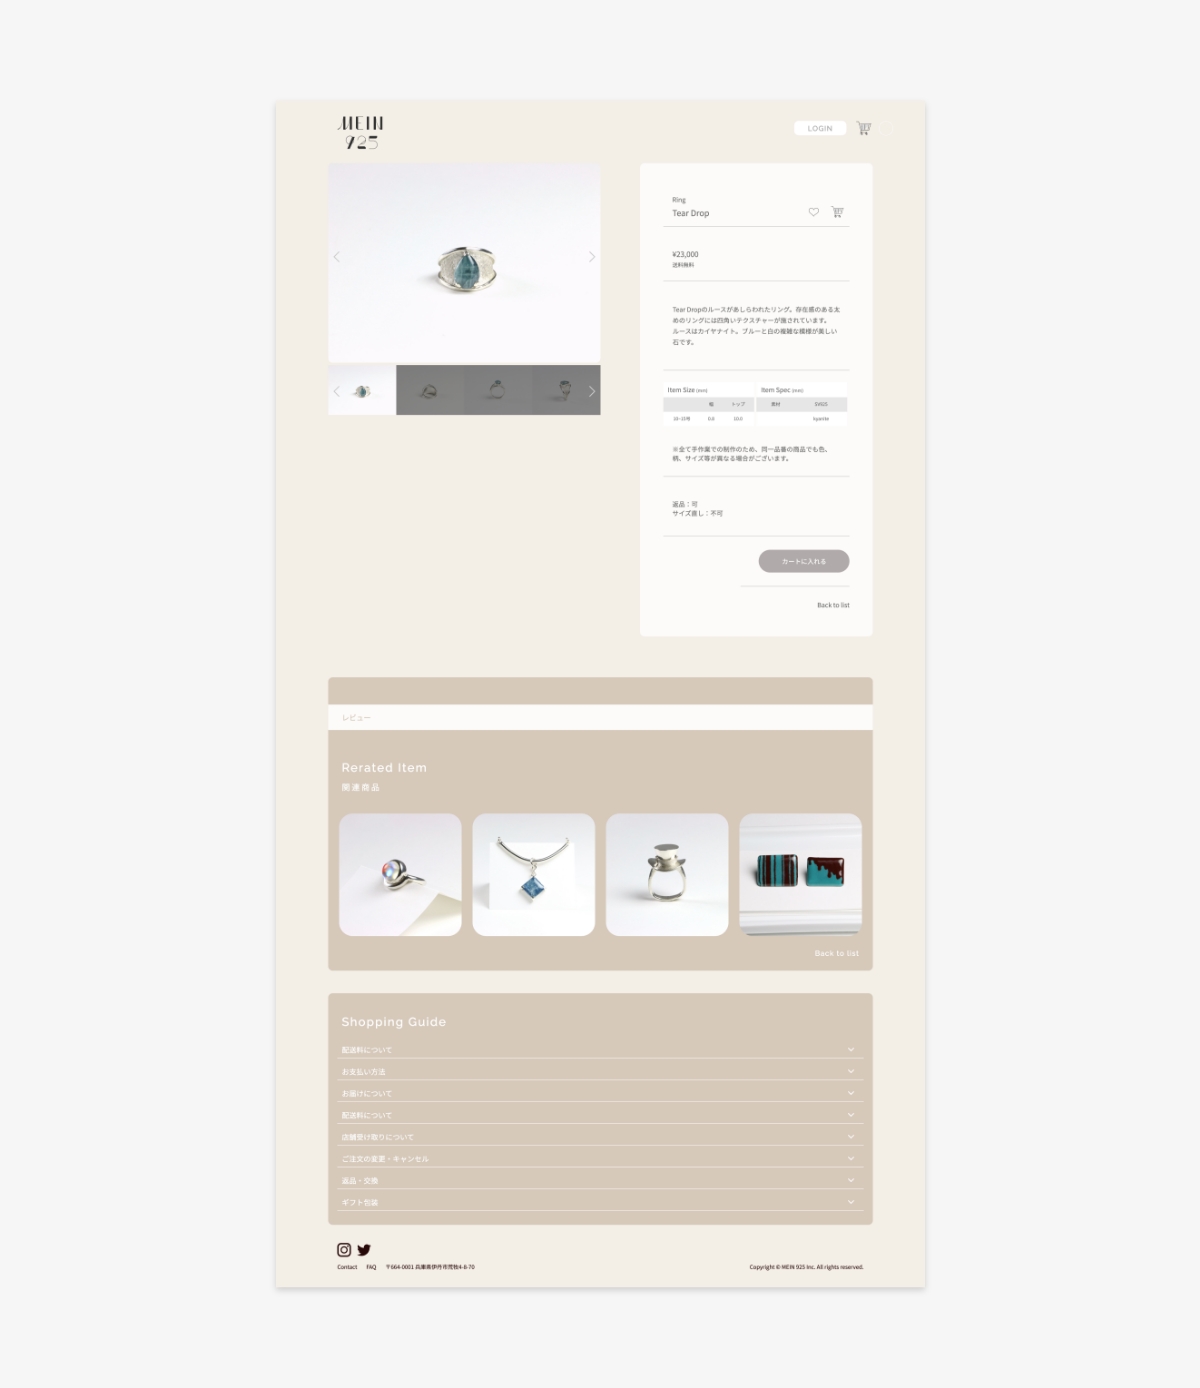 MEIN
925
LOGIN
Ring
Tear Drop
¥23,000
送料無料
Tear Dropのルースがあしらわれたリング。存在感のある太
めのリングには四角いテクスチャーが施されています。
ルースはカイヤナイト。ブルーと白の複雑な模様が美しい
石です。
Item Size (mm)
Item Spec (mm)
幅 トップ
素材 SV925
10~15号 0.8 10.0
kyanite
※全て手作業での制作のため、同一品番の商品でも色、
柄、サイズ等が異なる場合がございます。
返品：可
サイズ直し：不可
カートに入れる
Back to list
レビュー
Rerated Item
関連商品
Back to list
Shopping Guide
配送料について
お支払い方法
お届けについて
配送料について
店舗受け取りについて
ご注文の変更・キャンセル
返品・交換
ギフト包装
Contact FAQ 〒664-0881 兵庫県伊丹市荒牧4-8-70
Copyright © MEIN 925 Inc. All rights reserved.